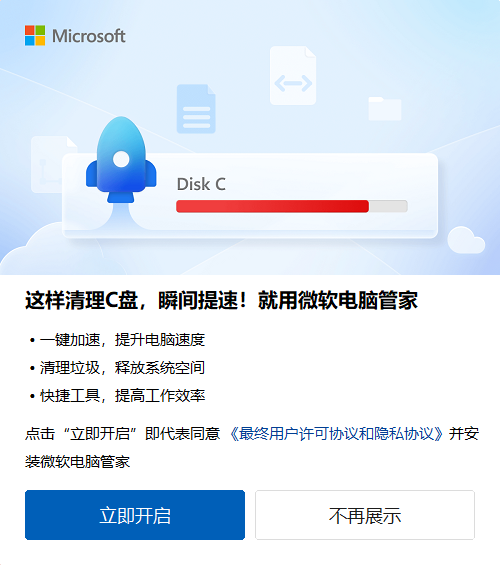 Microsoft
Disk C
这样清理C盘，瞬间提速！就用微软电脑管家
• 一键加速，提升电脑速度
• 清理垃圾，释放系统空间
• 快捷工具，提高工作效率
点击“立即开启”即代表同意《最终用户许可协议和隐私协议》并安
装微软电脑管家
立即开启
不再展示